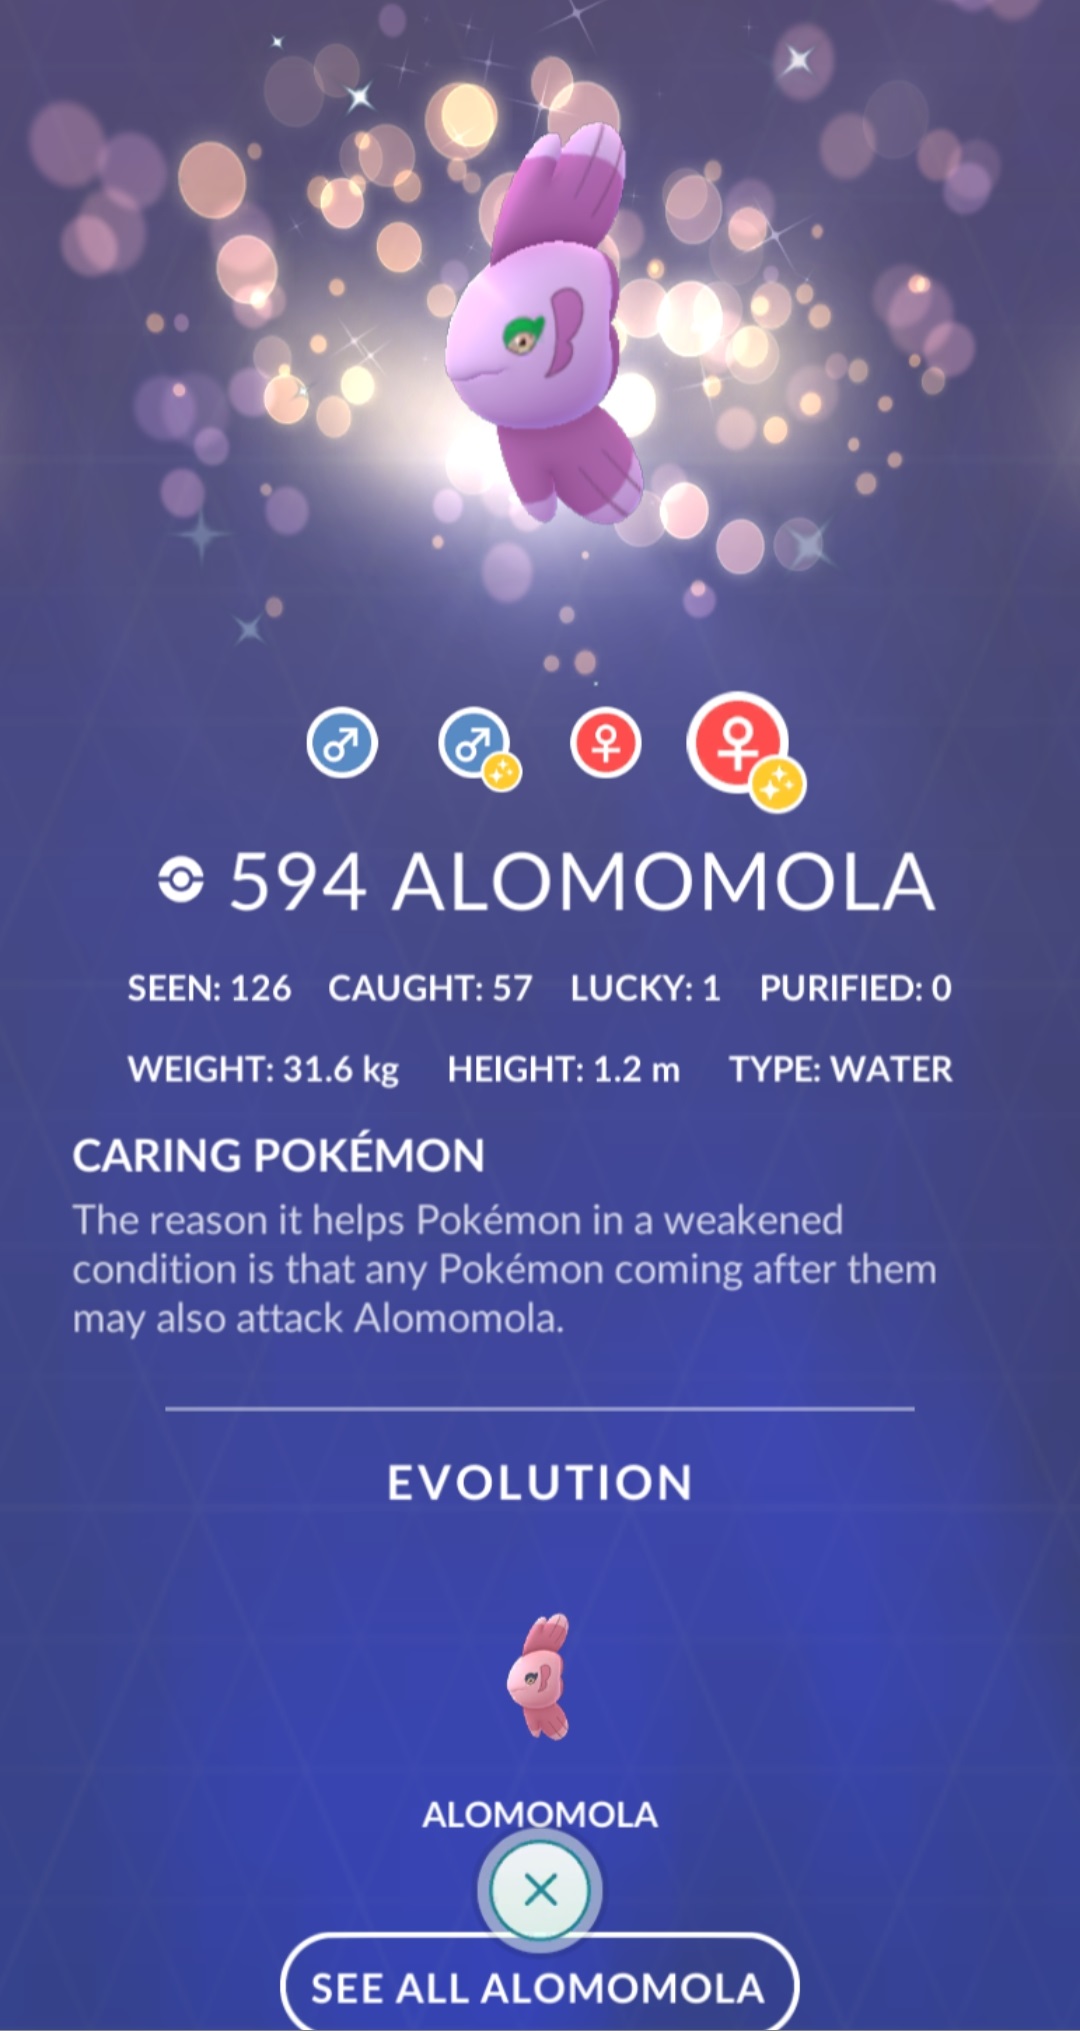 594 ALOMOMOLA
SEEN: 126 CAUGHT: 57 LUCKY: 1 PURIFIED: 0
WEIGHT: 31.6 kg HEIGHT: 1.2 m TYPE: WATER
CARING POKÉMON
The reason it helps Pokémon in a weakened
condition is that any Pokémon coming after them
may also attack Alomomola.
EVOLUTION
ALOMOMOLA
SEE ALL ALOMOMOLA